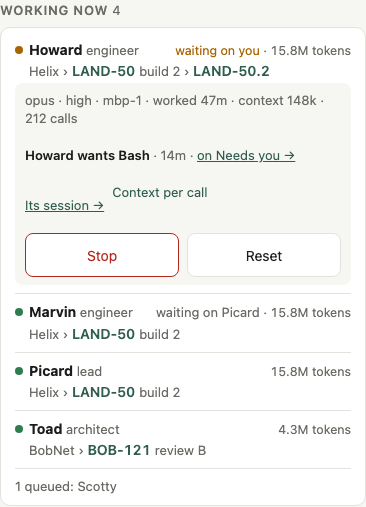 WORKING NOW 4
Howard engineer waiting on you · 15.8M tokens
Helix › LAND-50 build 2 › LAND-50.2
opus · high · mbp-1 · worked 47m · context 148k ·
212 calls
Howard wants Bash · 14m · on Needs you →
Context per call
Its session →
Stop Reset
Marvin engineer waiting on Picard · 15.8M tokens
Helix › LAND-50 build 2
Picard lead 15.8M tokens
Helix › LAND-50 build 2
Toad architect 4.3M tokens
BobNet › BOB-121 review B
1 queued: Scotty